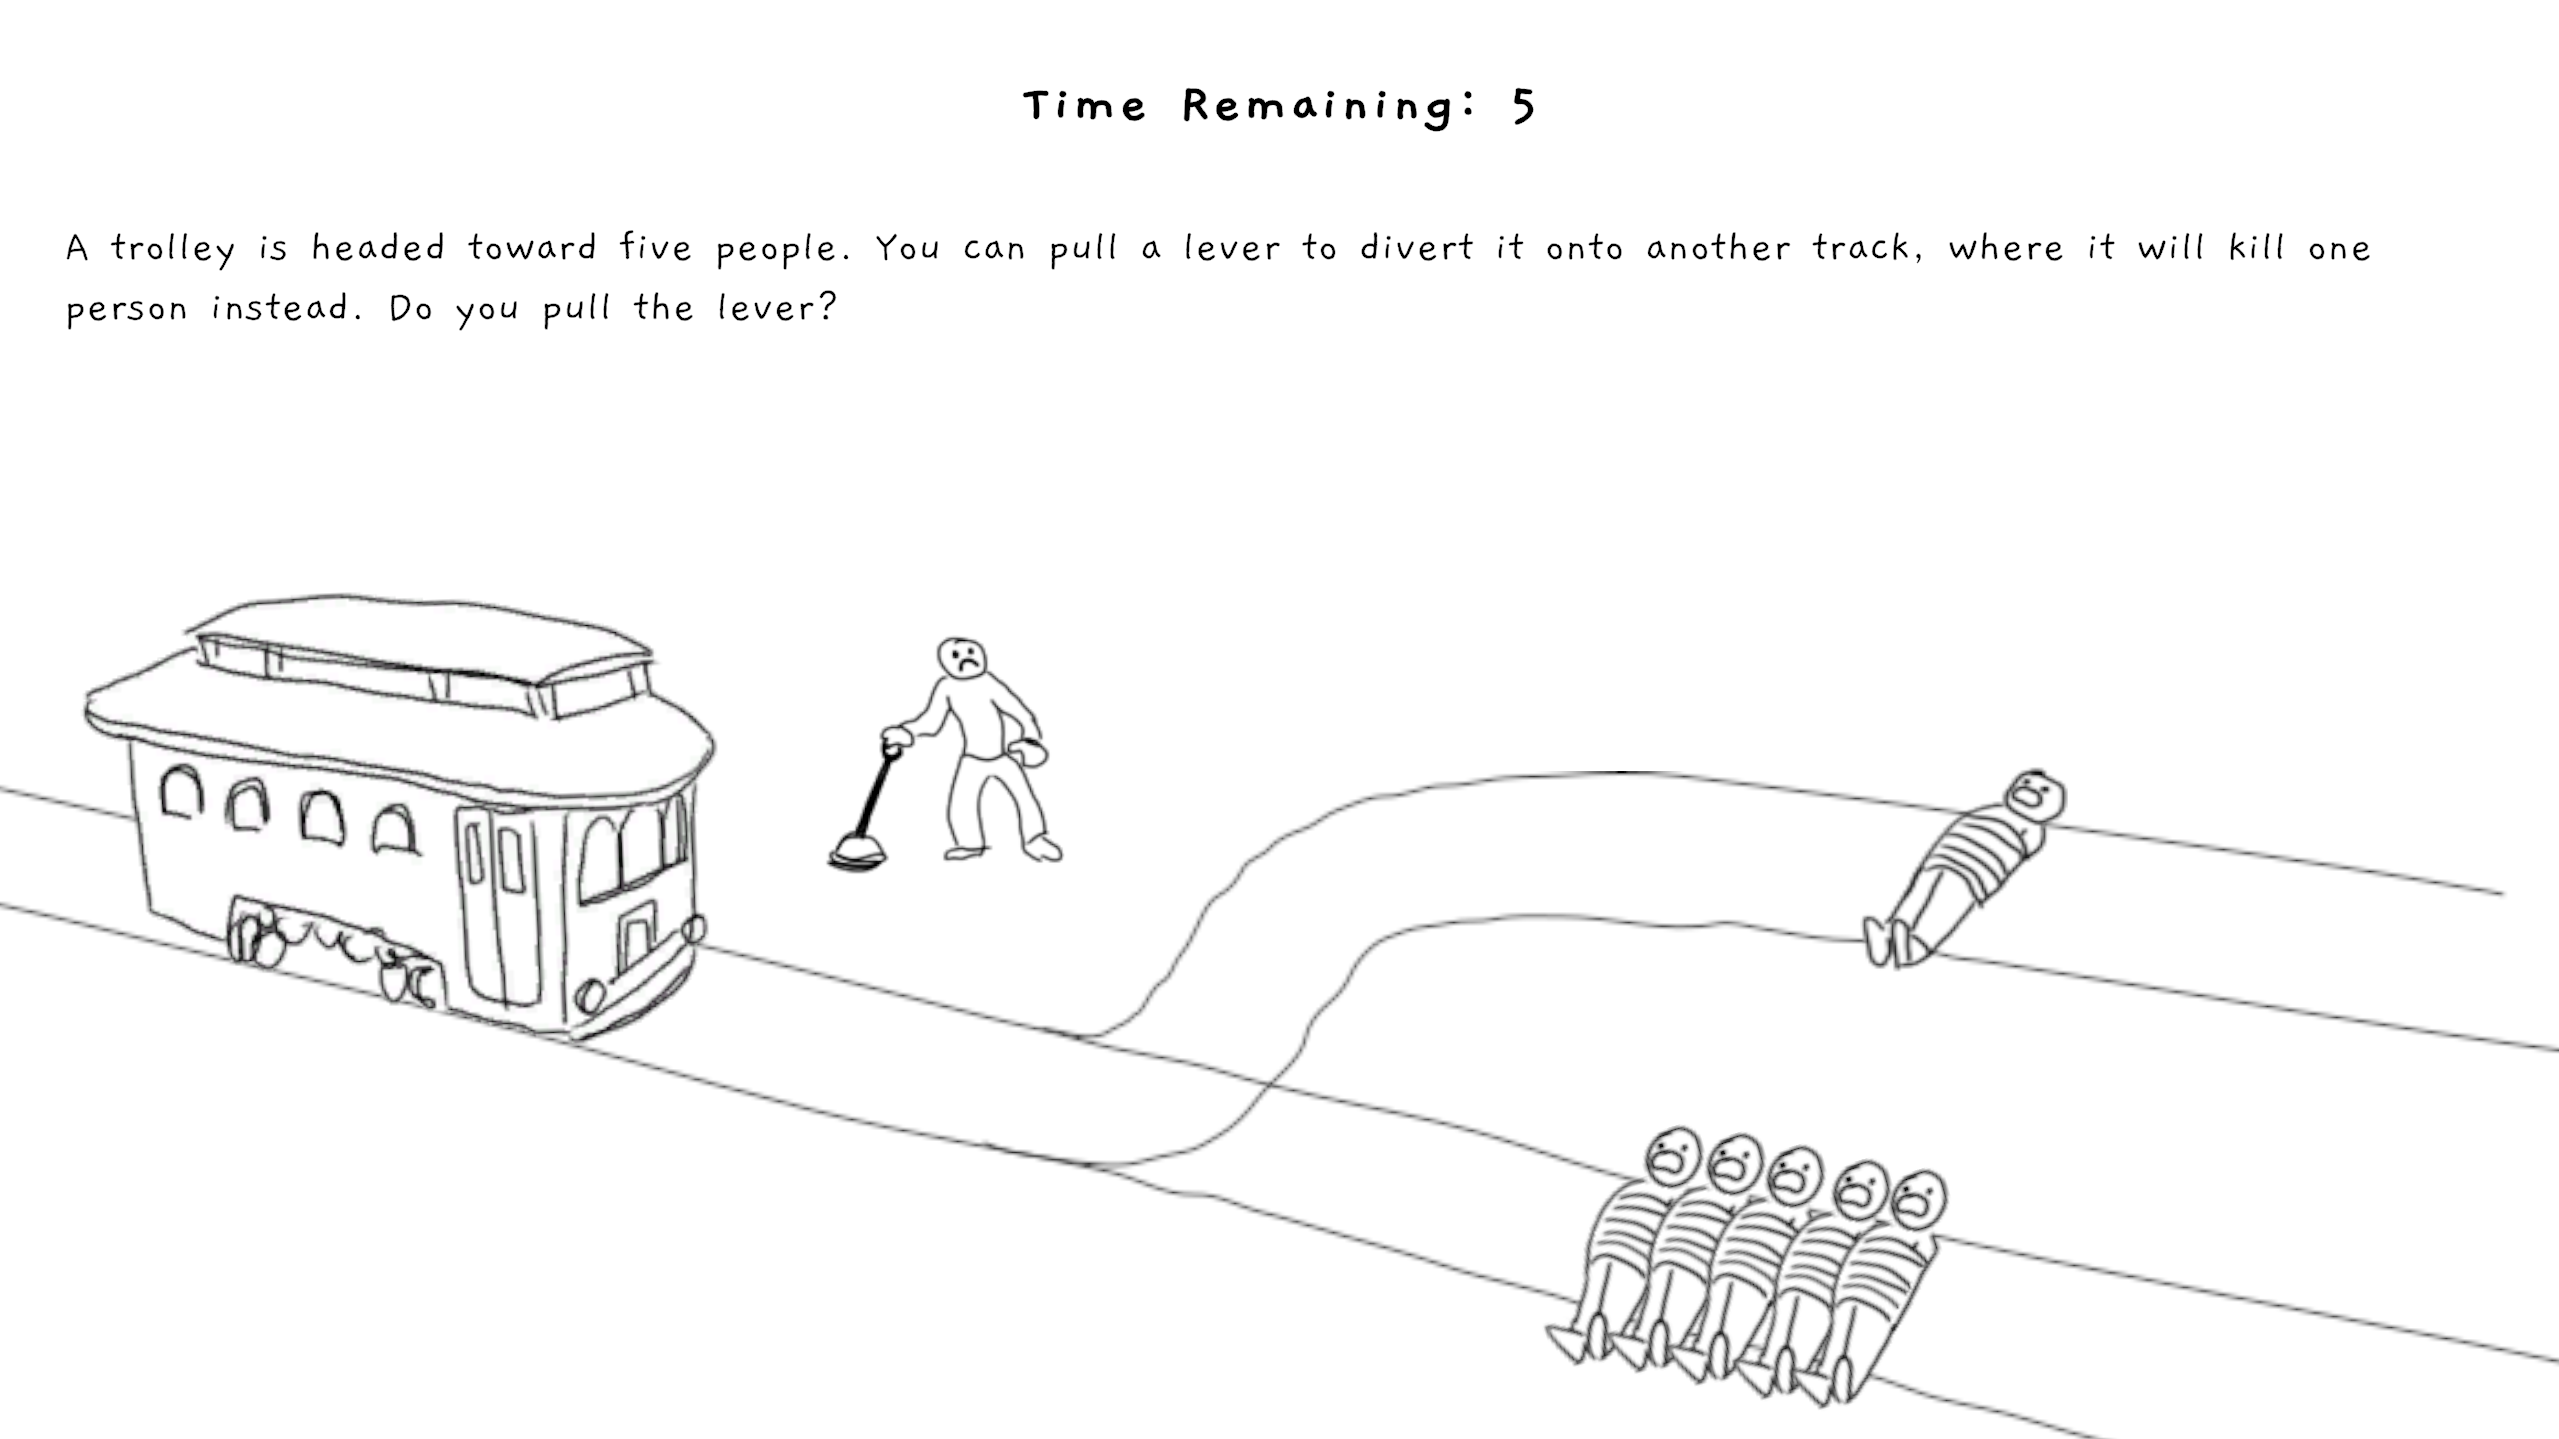 Time Remaining: 5
A trolley is headed toward five people. You can pull a lever to divert it onto another track, where it will kill one
person instead. Do you pull the lever?